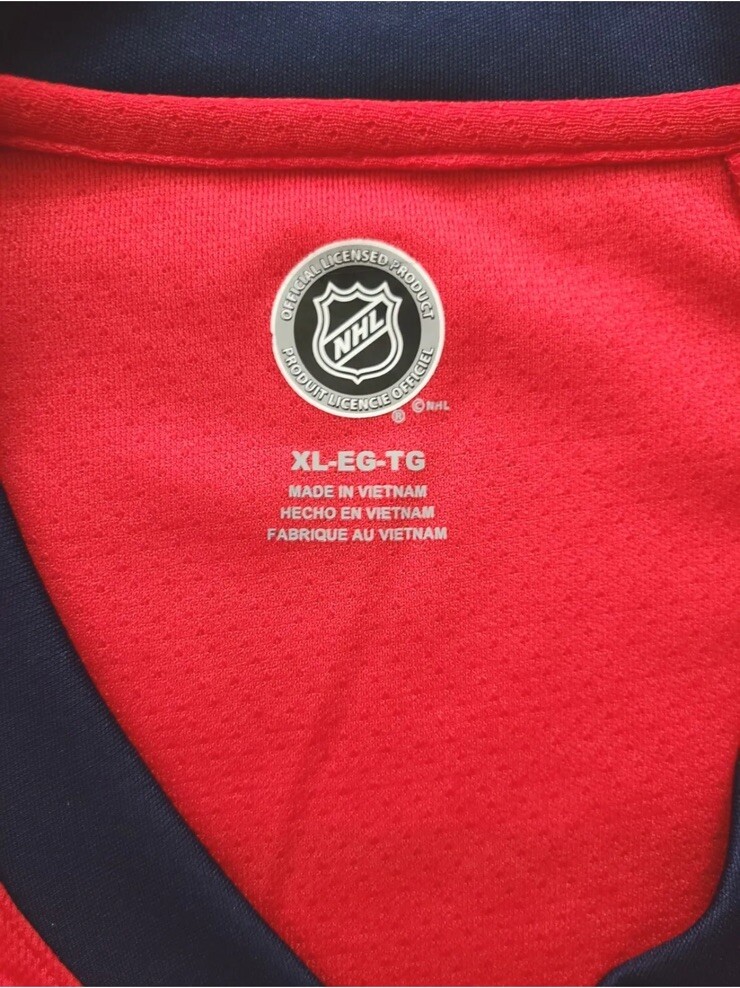 OFFICIAL LICENSED PRODUCT
NHL
PRODUIT LICENCIE OFFICIEL
® ©NHL
XL-EG-TG
MADE IN VIETNAM
HECHO EN VIETNAM
FABRIQUE AU VIETNAM